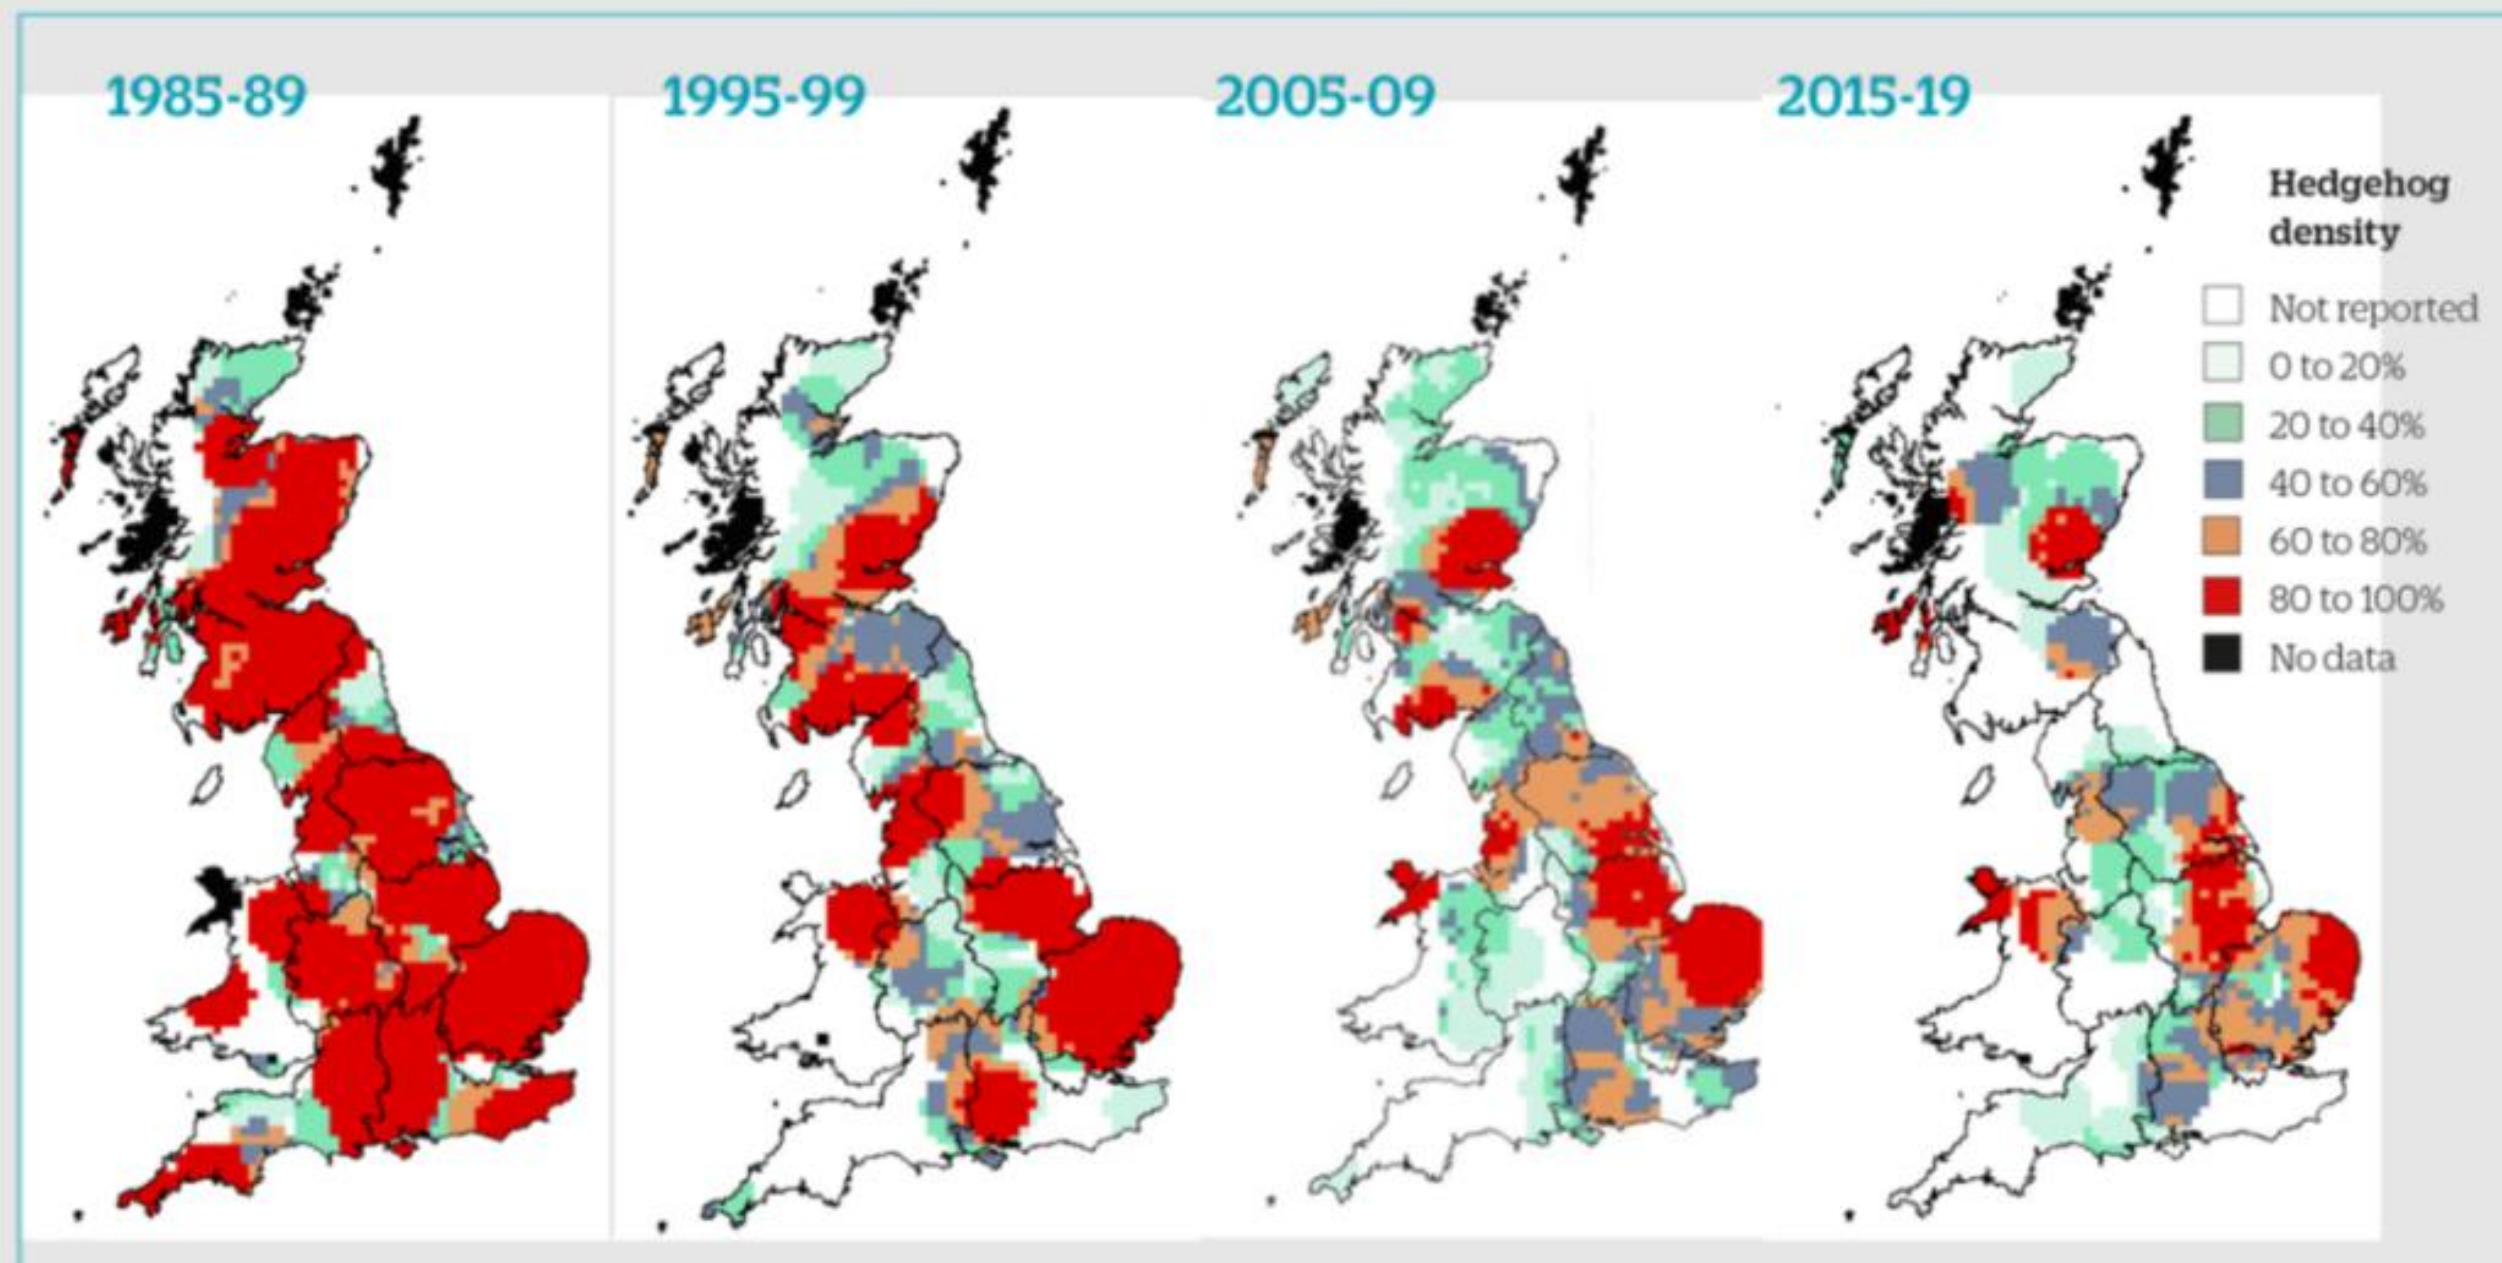 1985-89
1995-99
2005-09
2015-19
Hedgehog
density
Not reported
0 to 20%
20 to 40%
40 to 60%
60 to 80%
80 to 100%
No data